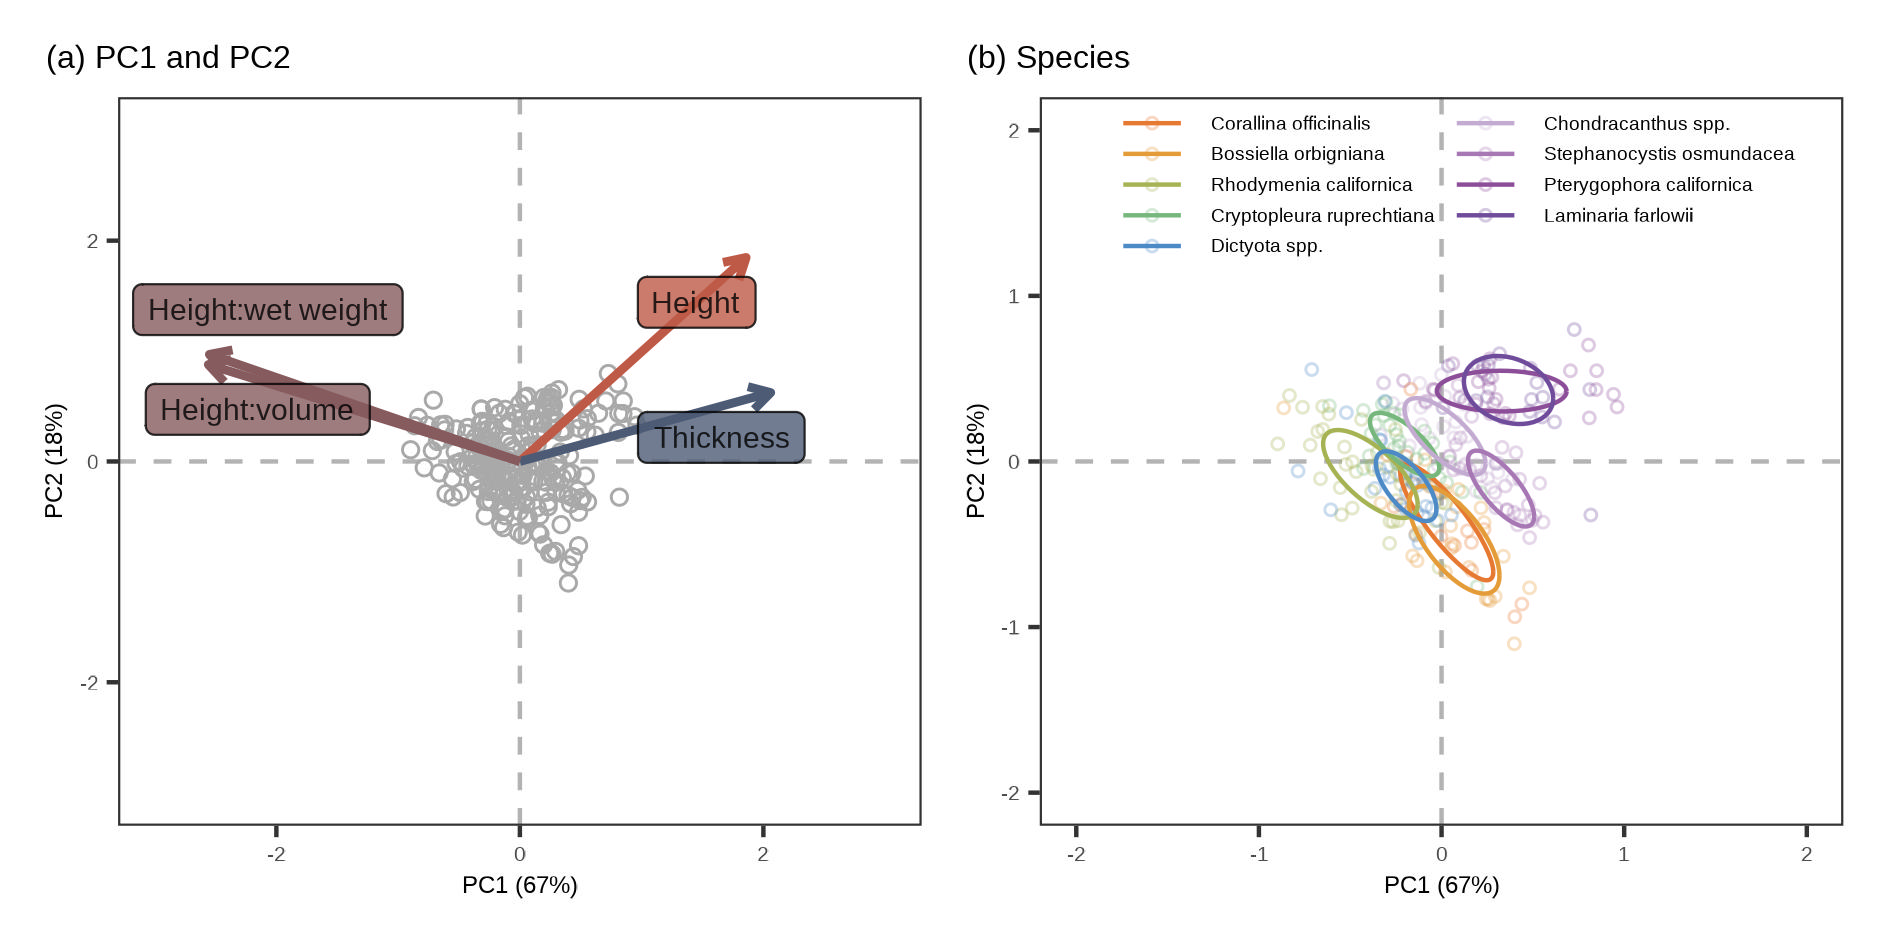 (a) PC1 and PC2
2
0
-2
PC2 (18%)
Height:wet weight
Height:volume
Height
Thickness
-2
0
2
PC1 (67%)
(b) Species
2
1
0
-1
-2
PC2 (18%)
Corallina officinalis
Bossiella orbigniana
Rhodymenia californica
Cryptopleura ruprechtiana
Dictyota spp.
Chondracanthus spp.
Stephanocystis osmundacea
Pterygophora californica
Laminaria farlowii
-2
-1
0
1
2
PC1 (67%)